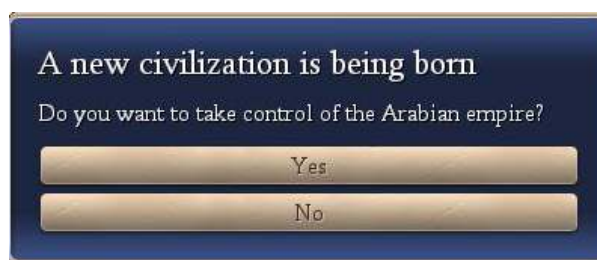 A new civilization is being born
Do you want to take control of the Arabian empire?
Yes
No